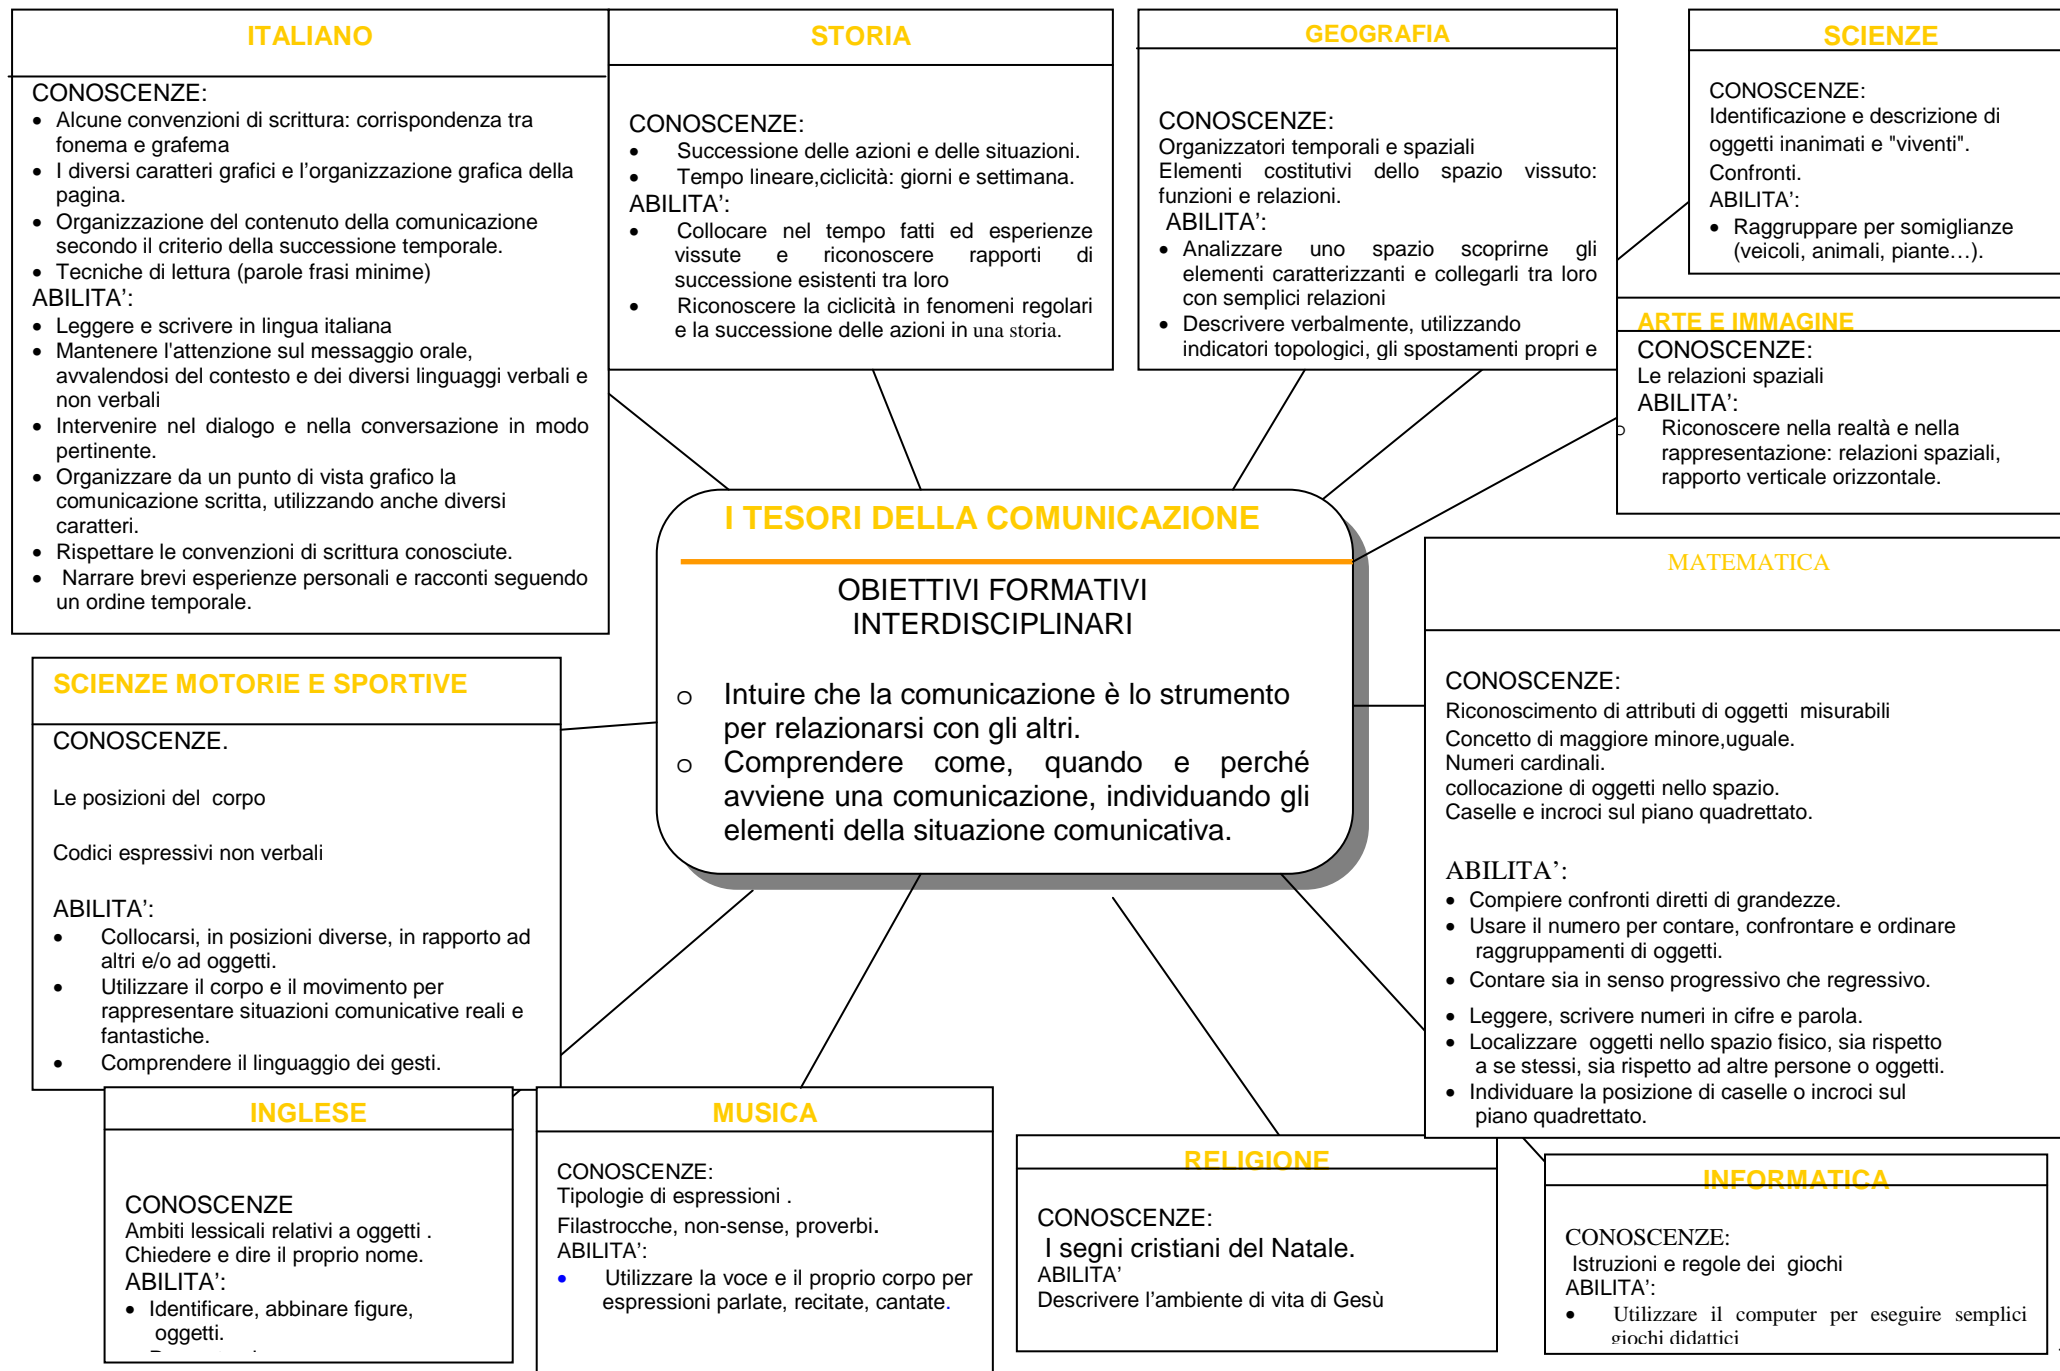 ITALIANO
CONOSCENZE:
• Alcune convenzioni di scrittura: corrispondenza tra
fonema e grafema
• I diversi caratteri grafici e l’organizzazione grafica della
pagina.
• Organizzazione del contenuto della comunicazione
secondo il criterio della successione temporale.
• Tecniche di lettura (parole frasi minime)
ABILITA’:
• Leggere e scrivere in lingua italiana
• Mantenere l'attenzione sul messaggio orale,
avvalendosi del contesto e dei diversi linguaggi verbali e
non verbali
• Intervenire nel dialogo e nella conversazione in modo
pertinente.
• Organizzare da un punto di vista grafico la
comunicazione scritta, utilizzando anche diversi
caratteri.
• Rispettare le convenzioni di scrittura conosciute.
• Narrare brevi esperienze personali e racconti seguendo
un ordine temporale.
STORIA
CONOSCENZE:
• Successione delle azioni e delle situazioni.
• Tempo lineare,ciclicità: giorni e settimana.
ABILITA’:
• Collocare nel tempo fatti ed esperienze
vissute e riconoscere rapporti di
successione esistenti tra loro
• Riconoscere la ciclicità in fenomeni regolari
e la successione delle azioni in una storia.
GEOGRAFIA
CONOSCENZE:
Organizzatori temporali e spaziali
Elementi costitutivi dello spazio vissuto:
funzioni e relazioni.
ABILITA’:
• Analizzare uno spazio scoprirne gli
elementi caratterizzanti e collegarli tra loro
con semplici relazioni
• Descrivere verbalmente, utilizzando
indicatori topologici, gli spostamenti propri e
SCIENZE
CONOSCENZE:
Identificazione e descrizione di
oggetti inanimati e "viventi".
Confronti.
ABILITA’:
• Raggruppare per somiglianze
(veicoli, animali, piante…).
ARTE E IMMAGINE
CONOSCENZE:
Le relazioni spaziali
ABILITA’:
o Riconoscere nella realtà e nella
rappresentazione: relazioni spaziali,
rapporto verticale orizzontale.
I TESORI DELLA COMUNICAZIONE
OBIETTIVI FORMATIVI
INTERDISCIPLINARI
o Intuire che la comunicazione è lo strumento
per relazionarsi con gli altri.
o Comprendere come, quando e perché
avviene una comunicazione, individuando gli
elementi della situazione comunicativa.
MATEMATICA
CONOSCENZE:
Riconoscimento di attributi di oggetti misurabili
Concetto di maggiore minore,uguale.
Numeri cardinali.
collocazione di oggetti nello spazio.
Caselle e incroci sul piano quadrettato.
ABILITA’:
• Compiere confronti diretti di grandezze.
• Usare il numero per contare, confrontare e ordinare
raggruppamenti di oggetti.
• Contare sia in senso progressivo che regressivo.
• Leggere, scrivere numeri in cifre e parola.
• Localizzare oggetti nello spazio fisico, sia rispetto
a se stessi, sia rispetto ad altre persone o oggetti.
• Individuare la posizione di caselle o incroci sul
piano quadrettato.
SCIENZE MOTORIE E SPORTIVE
CONOSCENZE.
Le posizioni del corpo
Codici espressivi non verbali
ABILITA’:
• Collocarsi, in posizioni diverse, in rapporto ad
altri e/o ad oggetti.
• Utilizzare il corpo e il movimento per
rappresentare situazioni comunicative reali e
fantastiche.
• Comprendere il linguaggio dei gesti.
INGLESE
CONOSCENZE
Ambiti lessicali relativi a oggetti .
Chiedere e dire il proprio nome.
ABILITA’:
• Identificare, abbinare figure,
oggetti.
MUSICA
CONOSCENZE:
Tipologie di espressioni .
Filastrocche, non-sense, proverbi.
ABILITA’:
• Utilizzare la voce e il proprio corpo per
espressioni parlate, recitate, cantate.
RELIGIONE
CONOSCENZE:
I segni cristiani del Natale.
ABILITA’
Descrivere l’ambiente di vita di Gesù
INFORMATICA
CONOSCENZE:
Istruzioni e regole dei giochi
ABILITA’:
• Utilizzare il computer per eseguire semplici
giochi didattici